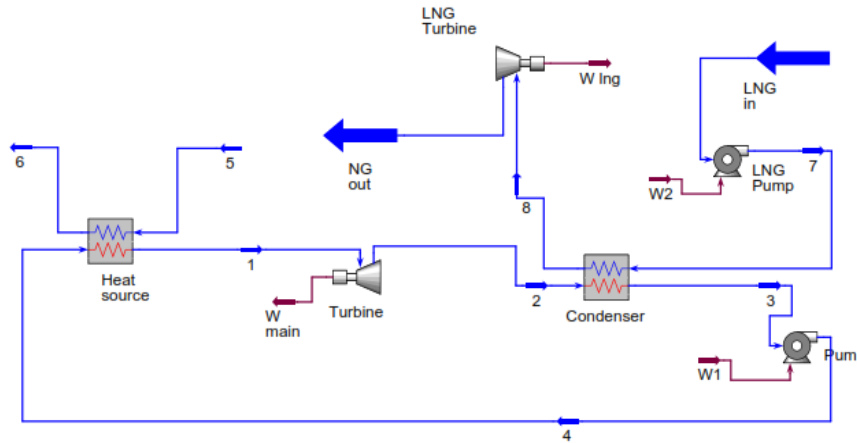 LNG
Turbine
W lng
LNG
in
NG
out
6
5
8
W2
LNG
Pump
7
Heat
source
1
W
main
Turbine
2
Condenser
3
W1
Pum
4